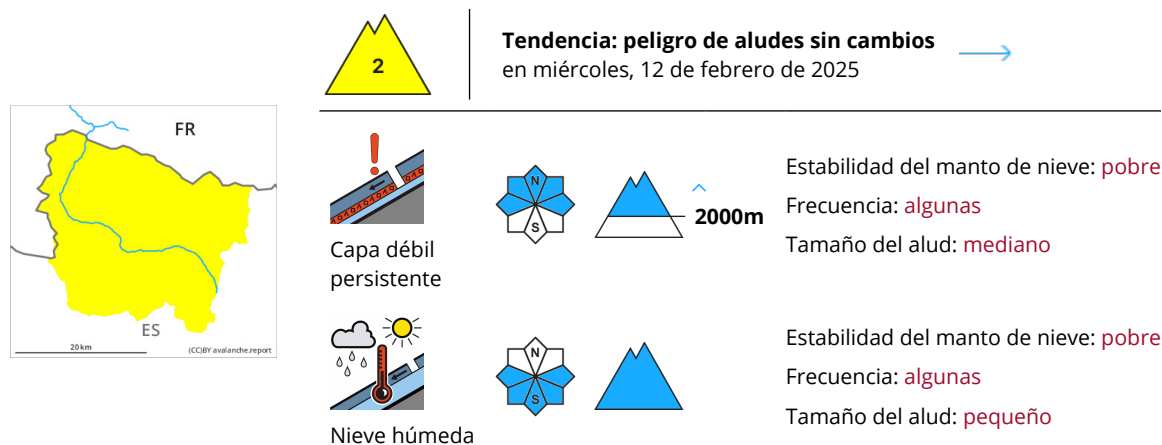 2
Tendencia: peligro de aludes sin cambios
en miércoles, 12 de febrero de 2025
FR
ES
20 km
(CC)BY avalanche.report
N
S
2000m
Capa débil
persistente
Estabilidad del manto de nieve: pobre
Frecuencia: algunas
Tamaño del alud: mediano
N
S
Nieve húmeda
Estabilidad del manto de nieve: pobre
Frecuencia: algunas
Tamaño del alud: pequeño